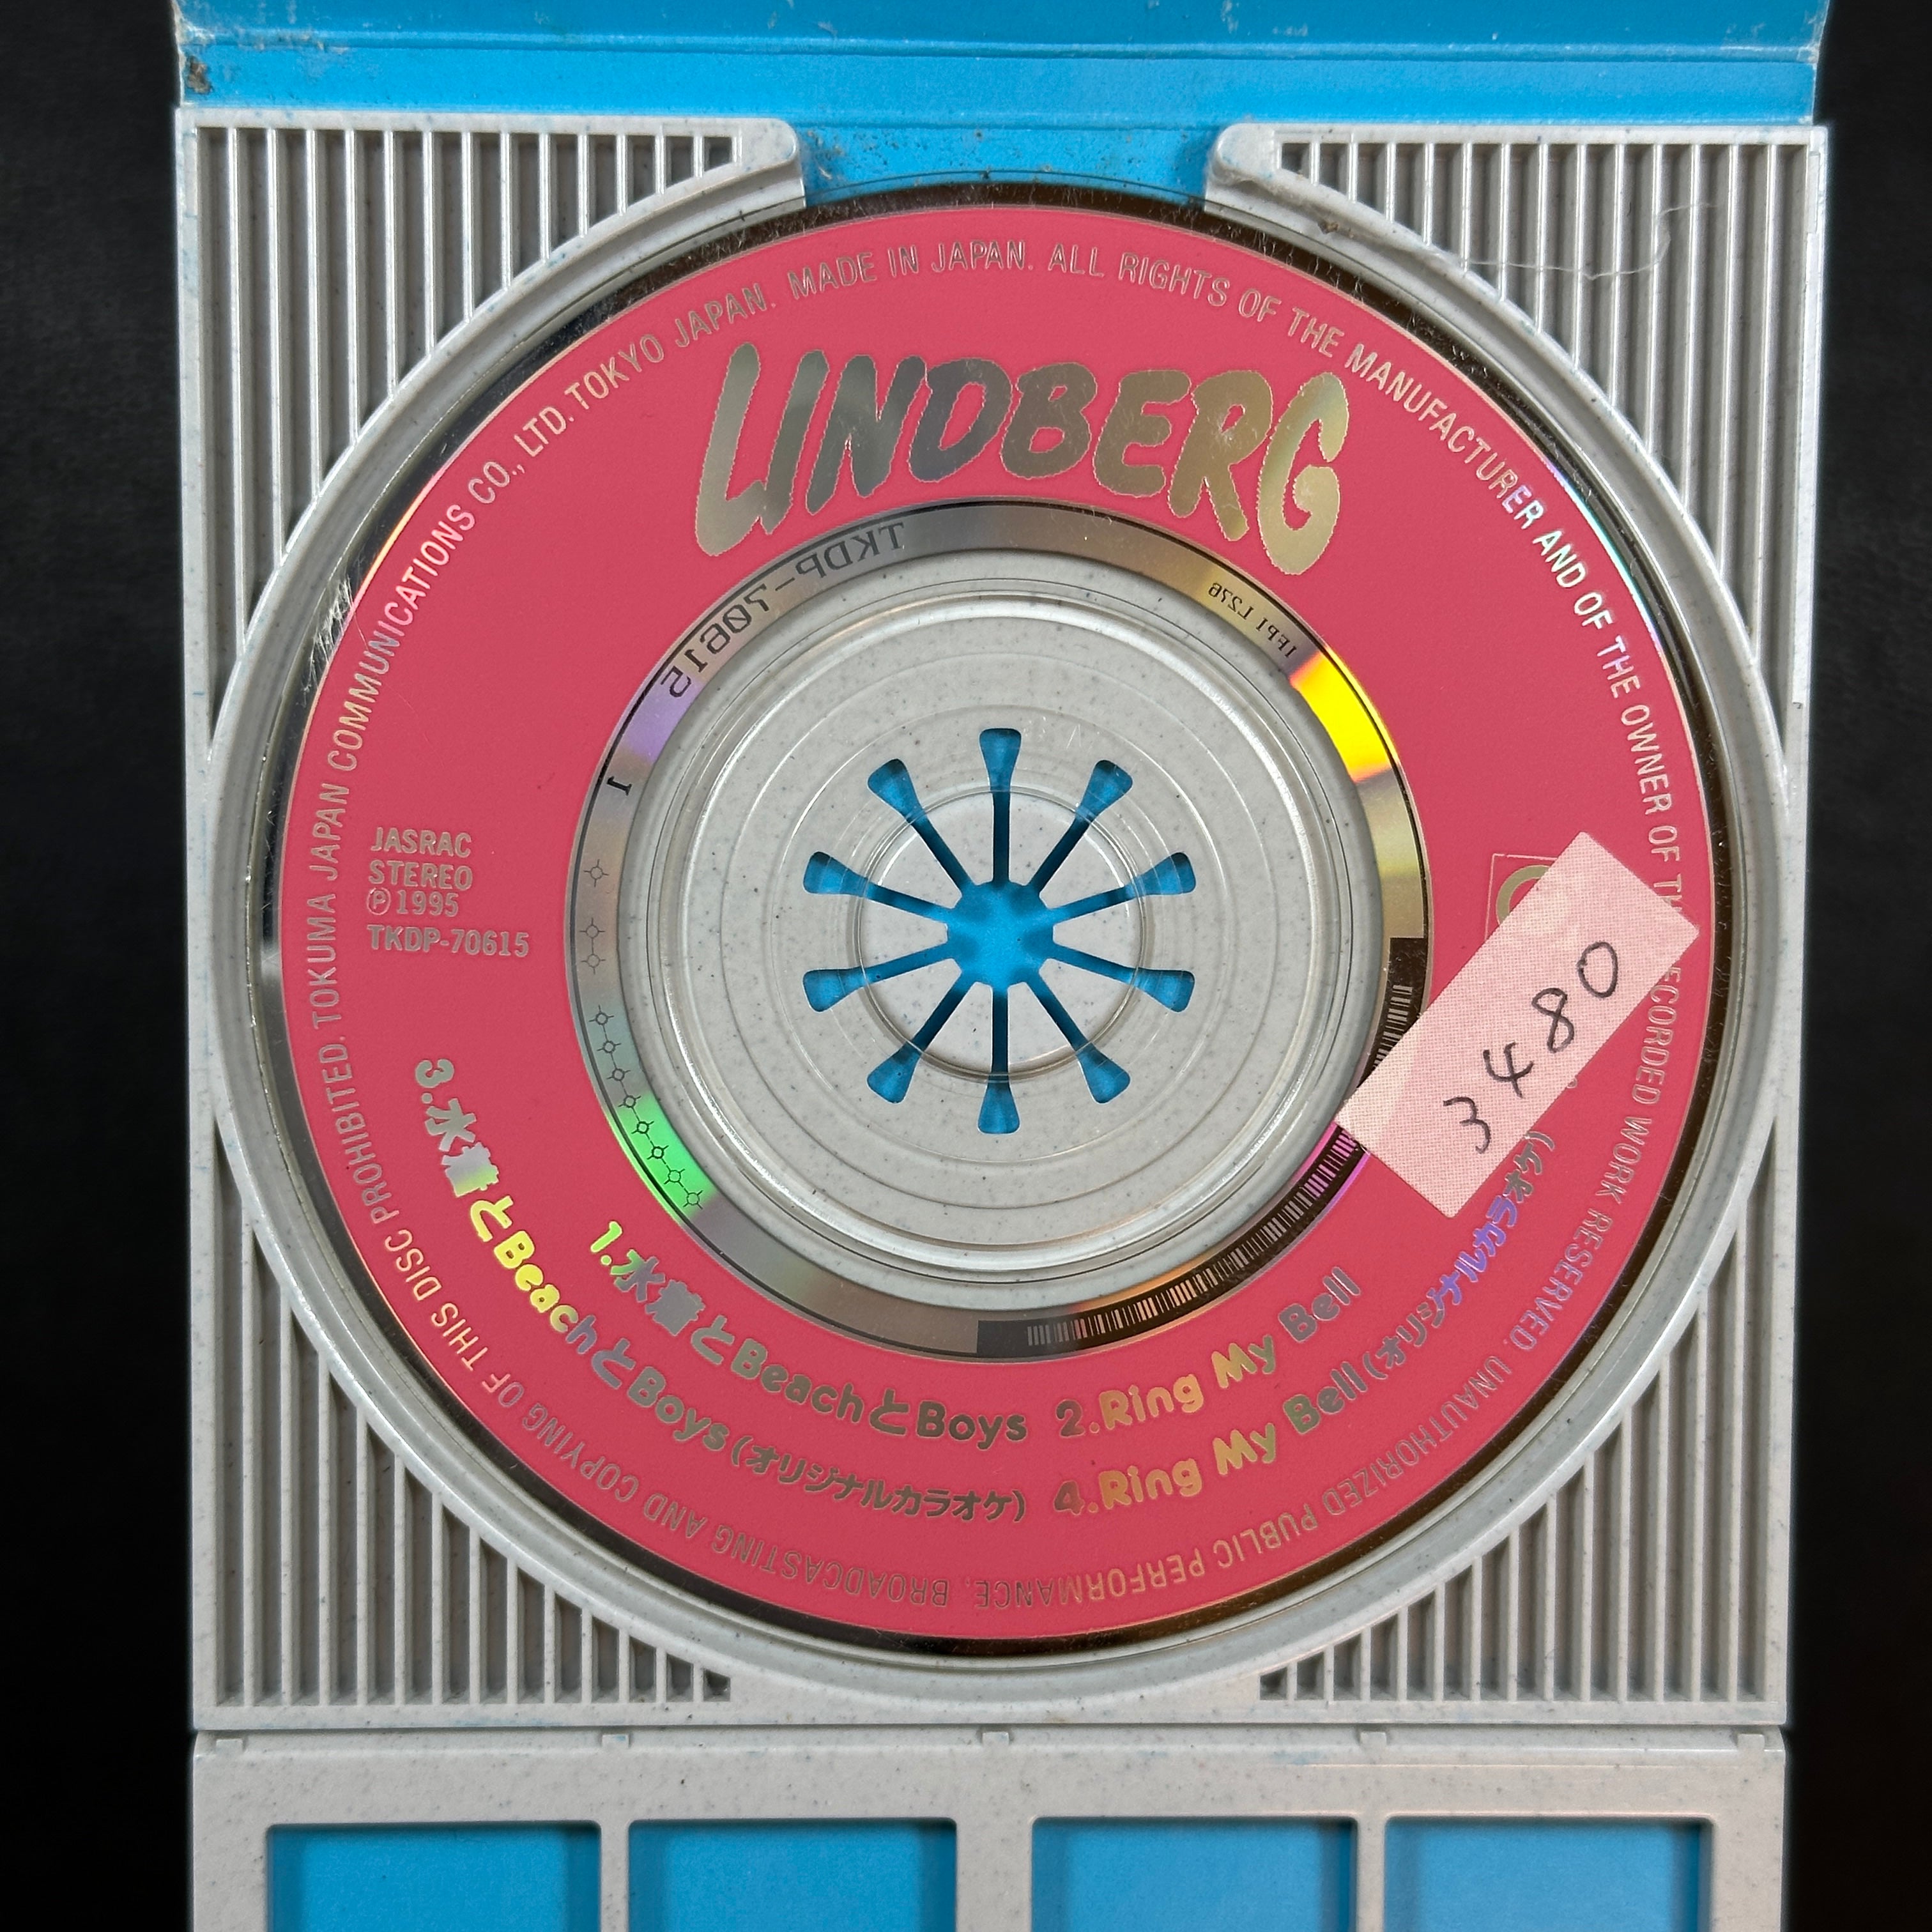 TOKUMA JAPAN COMMUNICATIONS CO., LTD. TOKYO JAPAN. MADE IN JAPAN. ALL RIGHTS OF THE MANUFACTURER AND OF THE OWNER OF THE RECORDED WORK RESERVED. UNAUTHORIZED PUBLIC PERFORMANCE, BROADCASTING AND COPYING OF THIS DISC PROHIBITED.
LINDBERG
TKDP-70615 1
IFPI L276
JASRAC
STEREO
Ⓟ1995
TKDP-70615
3480
1.水着とBeachとBoys 2.Ring My Bell
3.水着とBeachとBoys(オリジナルカラオケ) 4.Ring My Bell(オリジナルカラオケ)